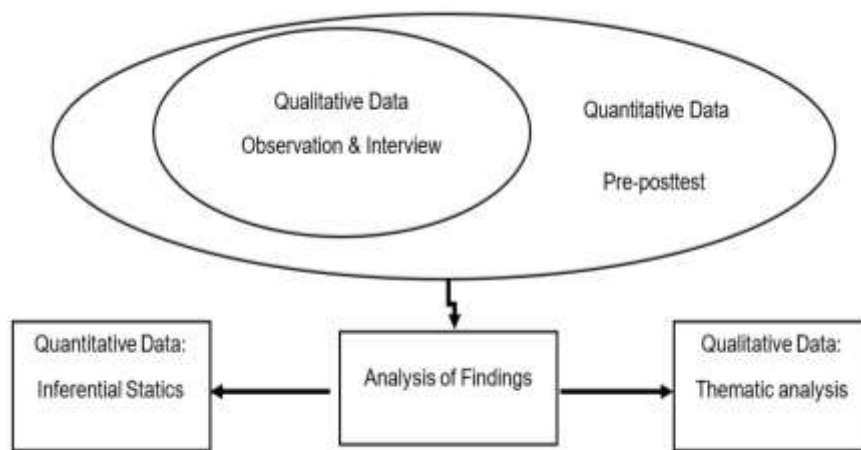 Qualitative Data
Observation & Interview
Quantitative Data
Pre-posttest
Quantitative Data:
Inferential Statics
Analysis of Findings
Qualitative Data:
Thematic analysis